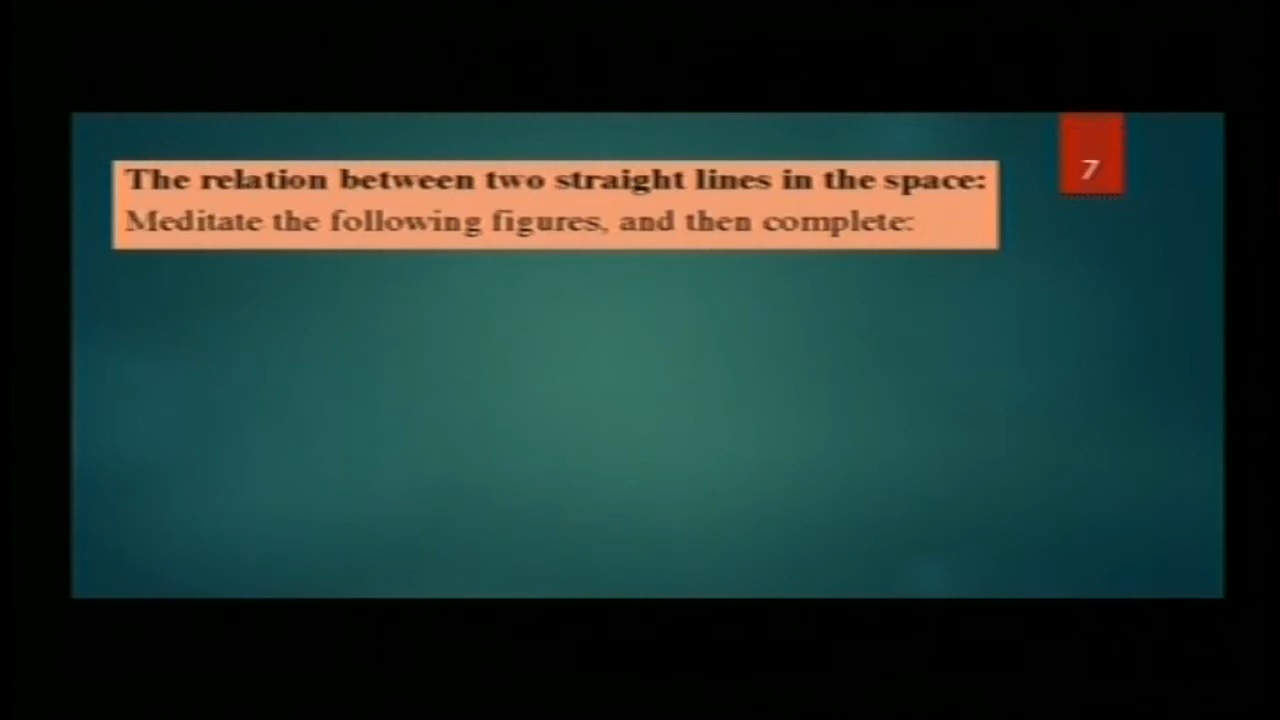 The relation between two straight lines in the space:
Meditate the following figures, and then complete:
7